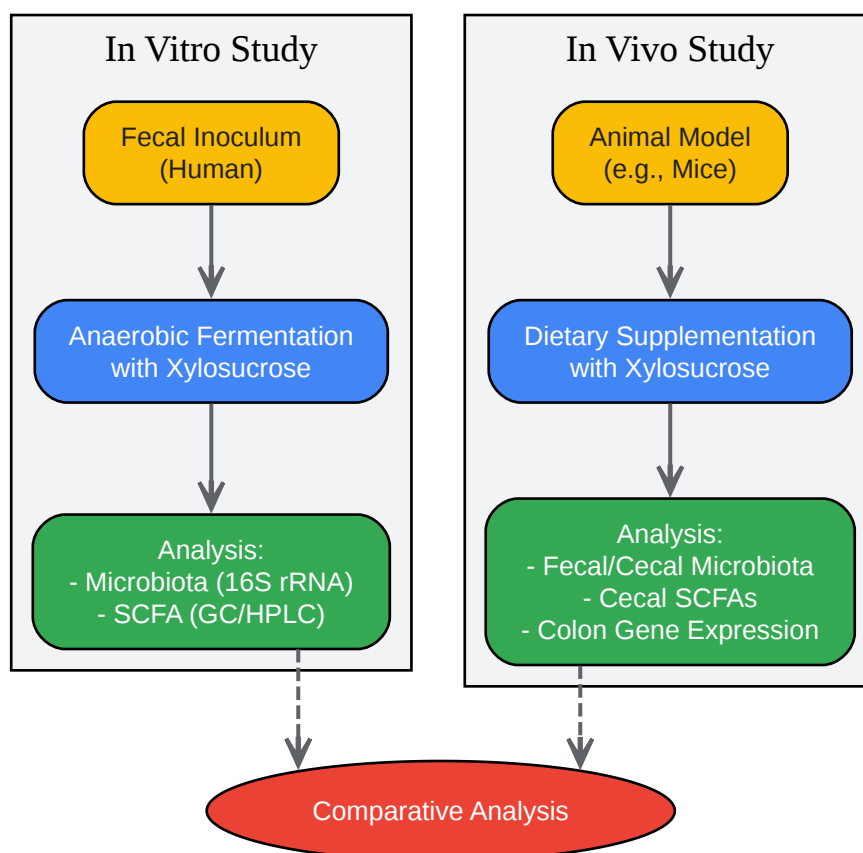 In Vitro Study
Fecal Inoculum
(Human)
Anaerobic Fermentation
with Xylosucrose
Analysis:
- Microbiota (16S rRNA)
- SCFA (GC/HPLC)
In Vivo Study
Animal Model
(e.g., Mice)
Dietary Supplementation
with Xylosucrose
Analysis:
- Fecal/Cecal Microbiota
- Cecal SCFAs
- Colon Gene Expression
Comparative Analysis